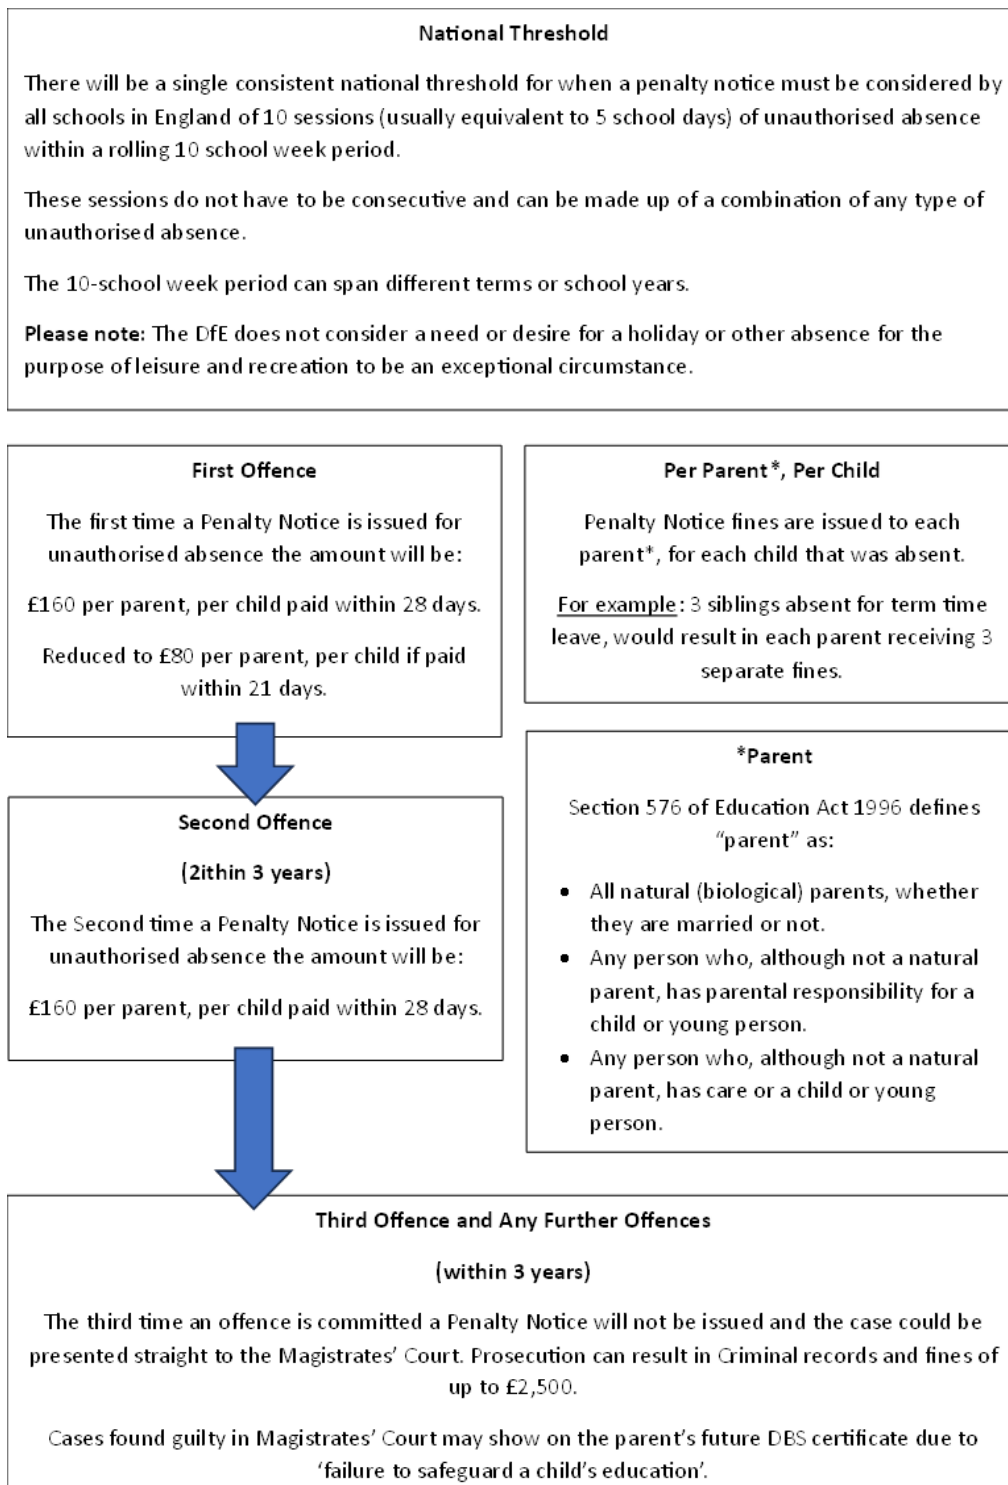 National Threshold
There will be a single consistent national threshold for when a penalty notice must be considered by
all schools in England of 10 sessions (usually equivalent to 5 school days) of unauthorised absence
within a rolling 10 school week period.
These sessions do not have to be consecutive and can be made up of a combination of any type of
unauthorised absence.
The 10-school week period can span different terms or school years.
Please note: The DfE does not consider a need or desire for a holiday or other absence for the
purpose of leisure and recreation to be an exceptional circumstance.
First Offence
The first time a Penalty Notice is issued for
unauthorised absence the amount will be:
£160 per parent, per child paid within 28 days.
Reduced to £80 per parent, per child if paid
within 21 days.
Per Parent*, Per Child
Penalty Notice fines are issued to each
parent*, for each child that was absent.
For example: 3 siblings absent for term time
leave, would result in each parent receiving 3
separate fines.
Second Offence
(2ithin 3 years)
The Second time a Penalty Notice is issued for
unauthorised absence the amount will be:
£160 per parent, per child paid within 28 days.
*Parent
Section 576 of Education Act 1996 defines
“parent” as:
• All natural (biological) parents, whether
they are married or not.
• Any person who, although not a natural
parent, has parental responsibility for a
child or young person.
• Any person who, although not a natural
parent, has care or a child or young
person.
Third Offence and Any Further Offences
(within 3 years)
The third time an offence is committed a Penalty Notice will not be issued and the case could be
presented straight to the Magistrates’ Court. Prosecution can result in Criminal records and fines of
up to £2,500.
Cases found guilty in Magistrates’ Court may show on the parent’s future DBS certificate due to
‘failure to safeguard a child’s education’.